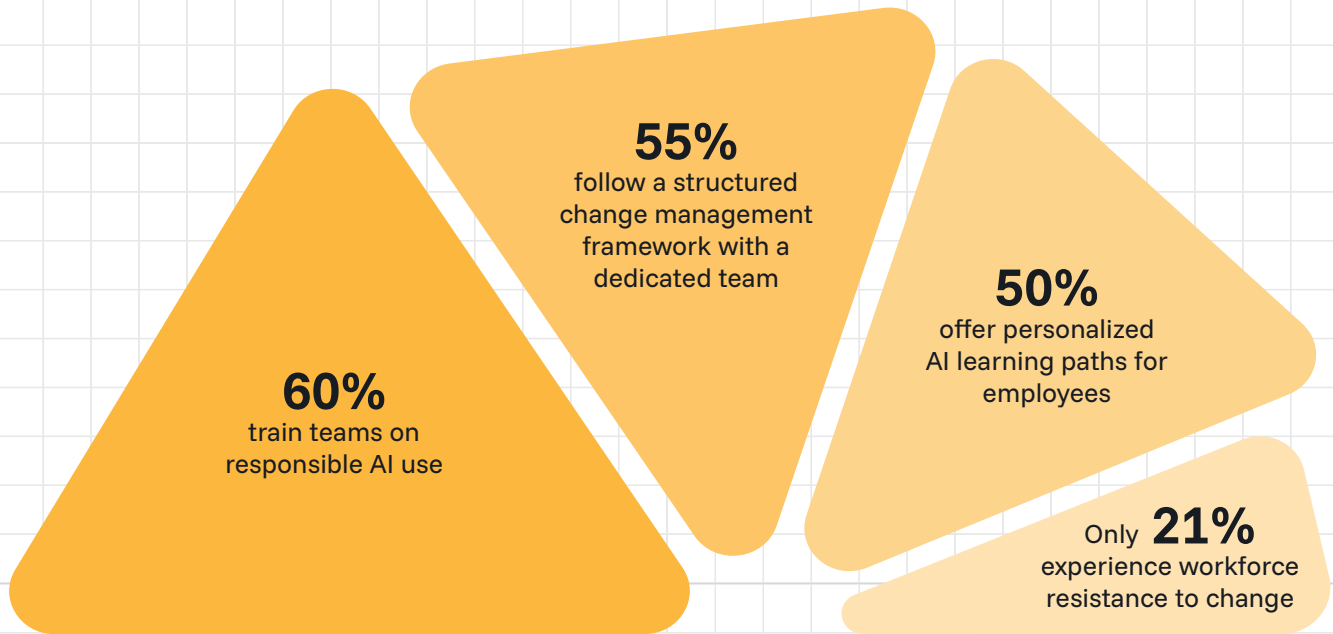 60%
train teams on
responsible AI use
55%
follow a structured
change management
framework with a
dedicated team
50%
offer personalized
AI learning paths for
employees
Only 21%
experience workforce
resistance to change